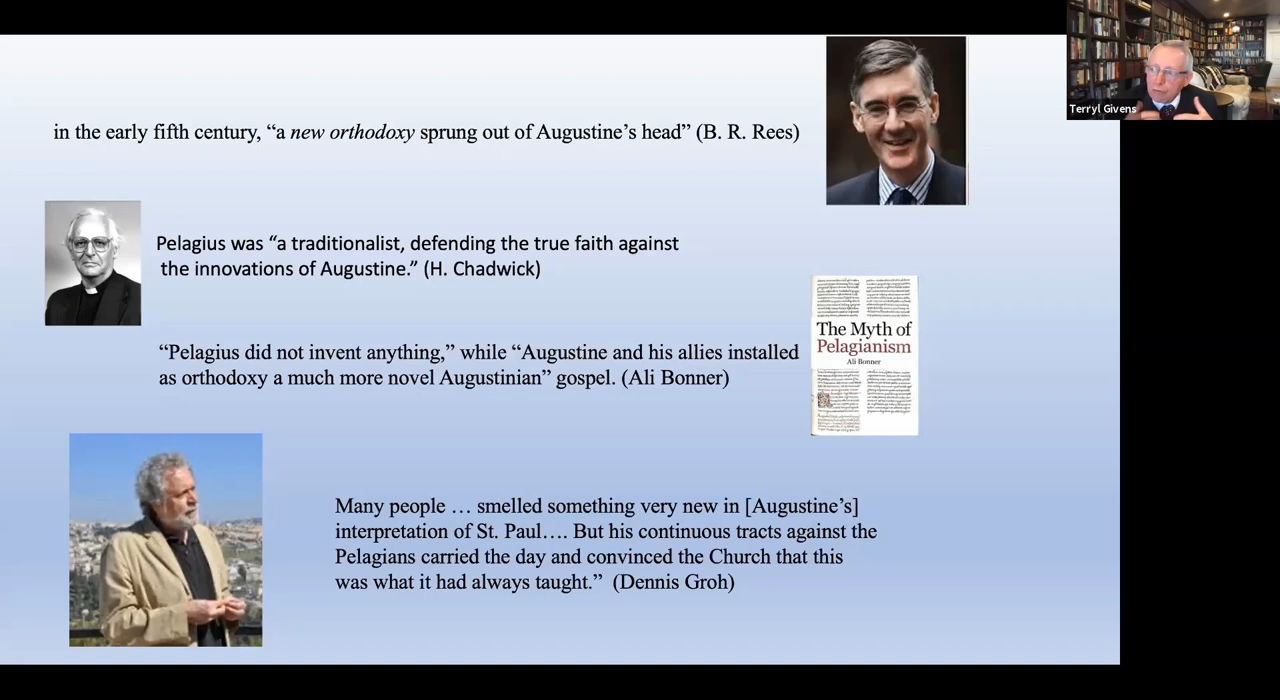 Terryl Givens
in the early fifth century, “a new orthodoxy sprung out of Augustine’s head” (B. R. Rees)
Pelagius was “a traditionalist, defending the true faith against
the innovations of Augustine.” (H. Chadwick)
“Pelagius did not invent anything,” while “Augustine and his allies installed
as orthodoxy a much more novel Augustinian” gospel. (Ali Bonner)
The Myth of
Pelagianism
Ali Bonner
Many people … smelled something very new in [Augustine’s]
interpretation of St. Paul…. But his continuous tracts against the
Pelagians carried the day and convinced the Church that this
was what it had always taught.” (Dennis Groh)